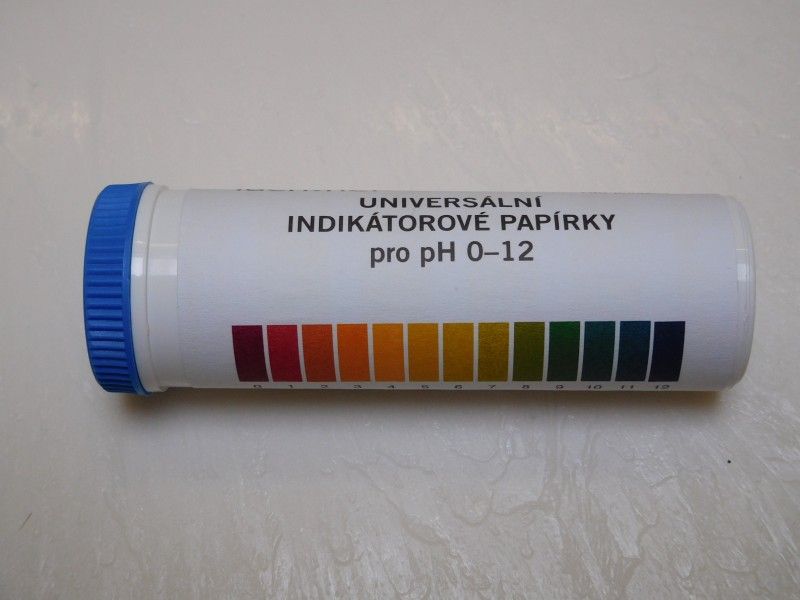 UNIVERSÁLNÍ
INDIKÁTOROVÉ PAPÍRKY
pro pH 0–12
0 1 2 3 4 5 6 7 8 9 10 11 12